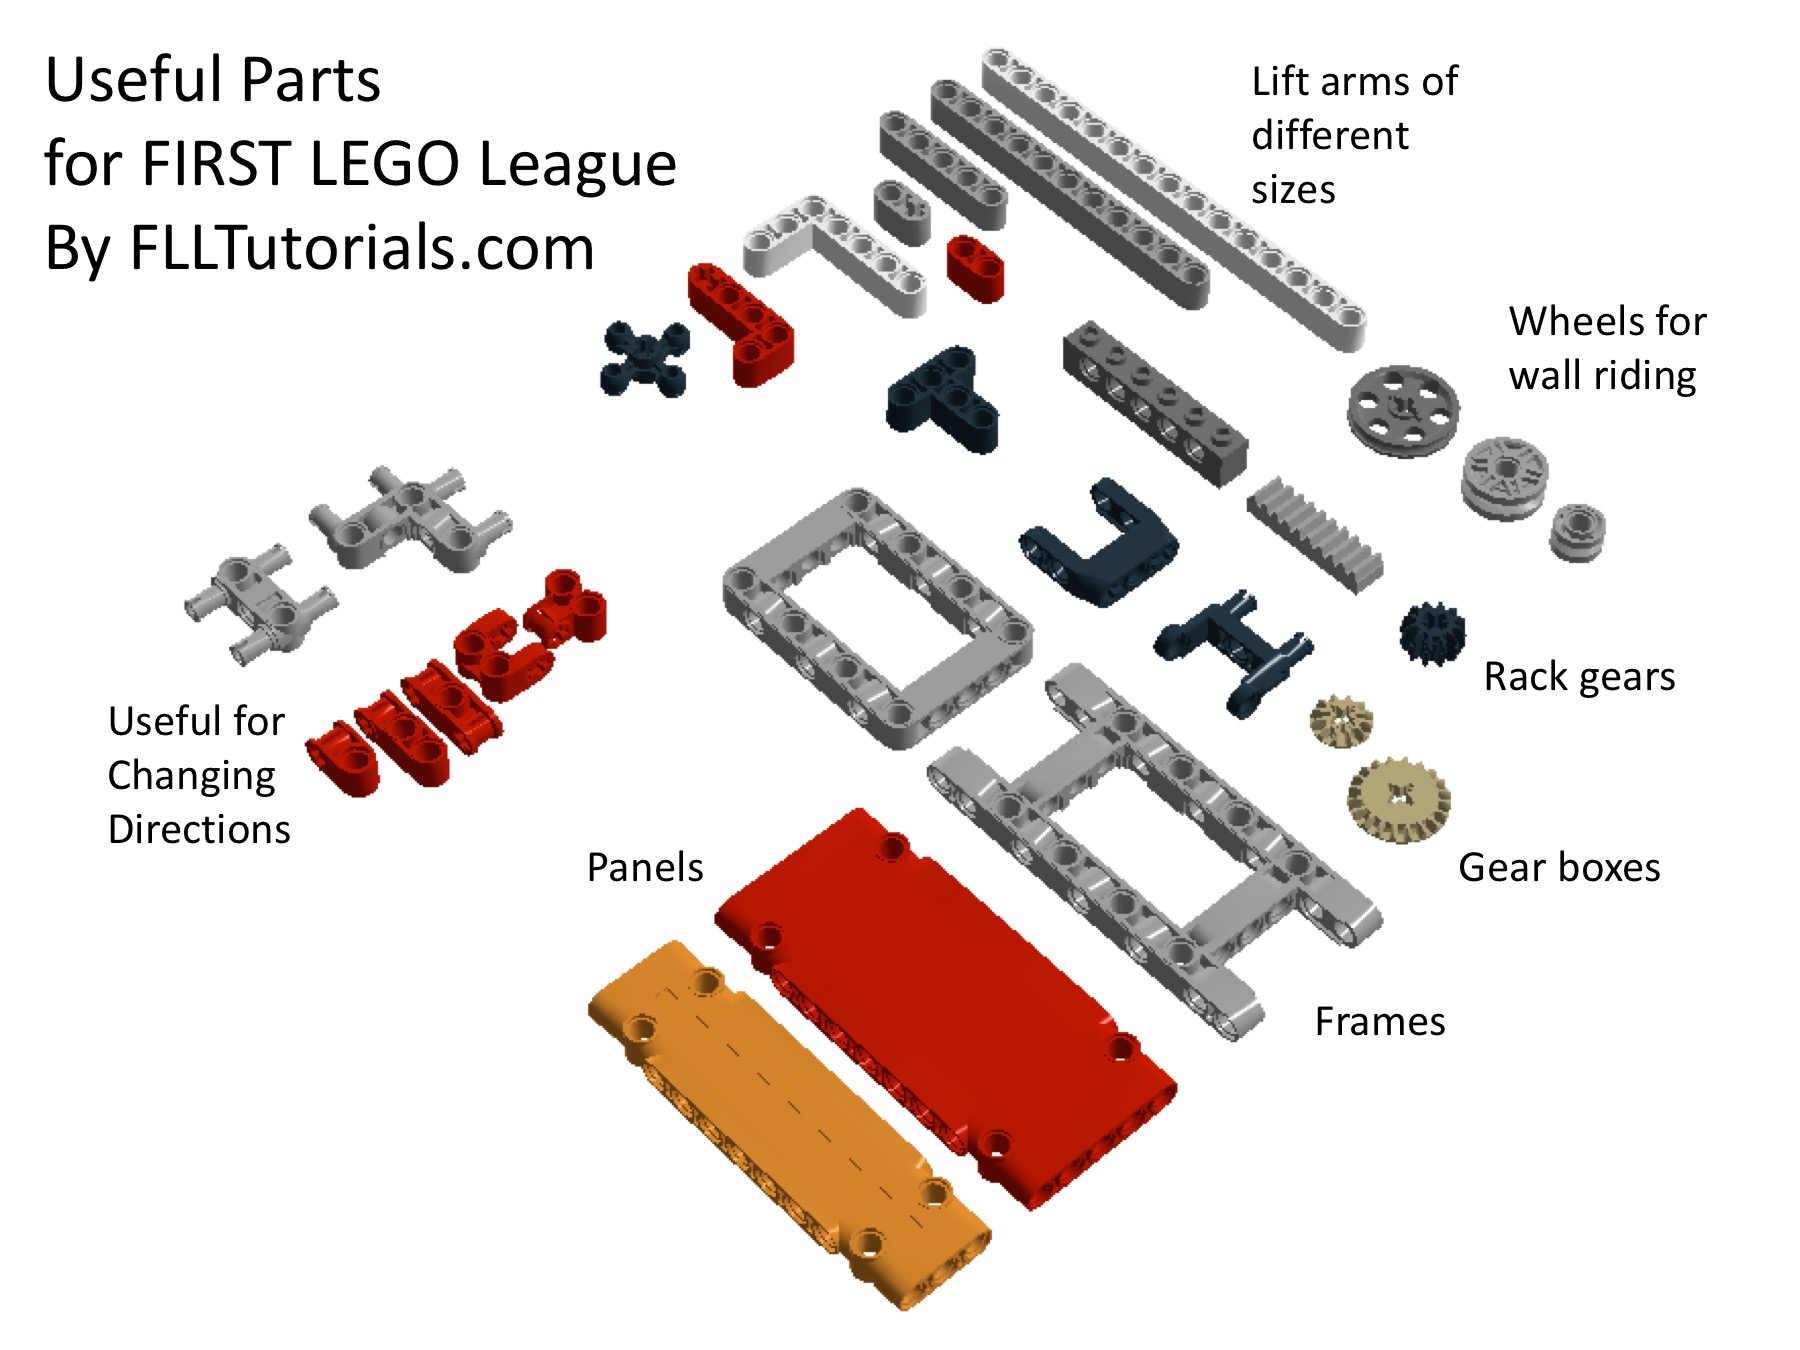 Useful Parts
for FIRST LEGO League
By FLLTutorials.com
Lift arms of
different
sizes
Wheels for
wall riding
Rack gears
Useful for
Changing
Directions
Panels
Gear boxes
Frames